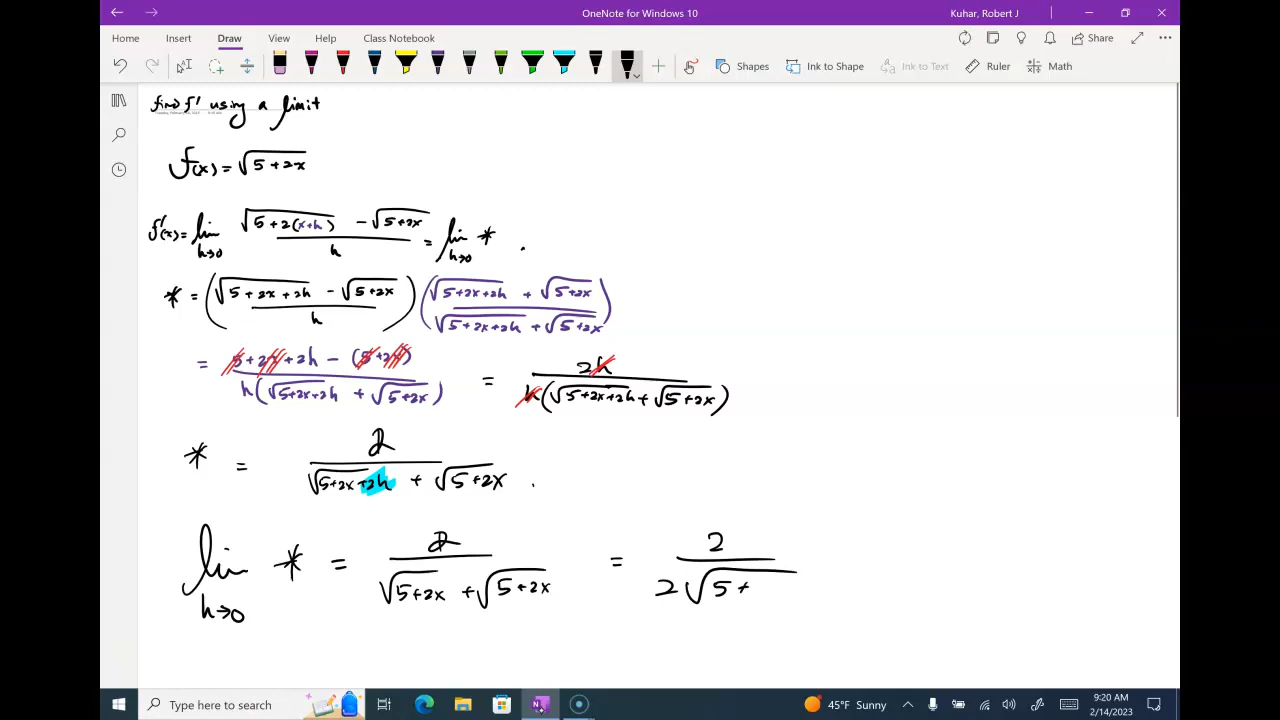 OneNote for Windows 10
Kuhar, Robert J
Home Insert Draw View Help Class Notebook Share
Shapes Ink to Shape Ink to Text Ruler Math
find f' using a limit
f(x) = √(5+2x)
f'(x) = lim h→0 (√(5+2(x+h)) - √(5+2x))/h = lim h→0 * .
* = ((√(5+2x+2h) - √(5+2x))/h) ((√(5+2x+2h) + √(5+2x))/(√(5+2x+2h) + √(5+2x)))
= (5+2x+2h - (5+2x))/(h(√(5+2x+2h) + √(5+2x))) = 2h/(h(√(5+2x+2h) + √(5+2x)))
* = 2/(√(5+2x+2h) + √(5+2x)) .
lim h→0 * = 2/(√(5+2x) + √(5+2x)) = 2/(2√(5+
Type here to search
45°F Sunny
9:20 AM
2/14/2023